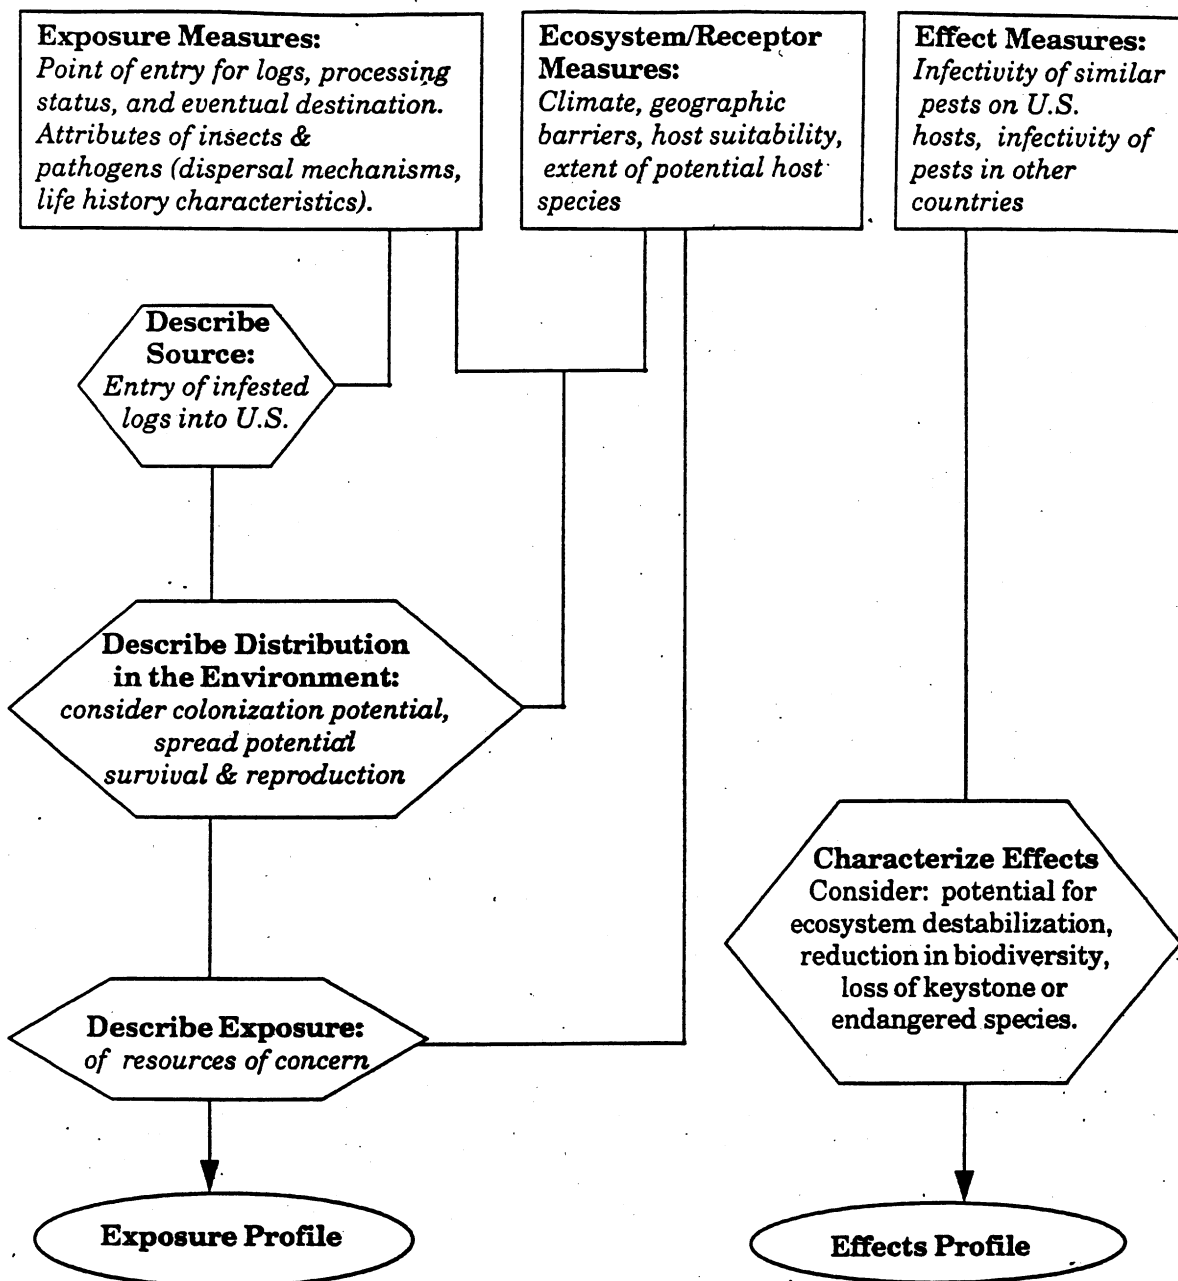 Exposure Measures:
Point of entry for logs, processing
status, and eventual destination.
Attributes of insects &
pathogens (dispersal mechanisms,
life history characteristics).
Ecosystem/Receptor
Measures:
Climate, geographic
barriers, host suitability,
extent of potential host
species
Effect Measures:
Infectivity of similar
pests on U.S.
hosts, infectivity of
pests in other
countries
Describe
Source:
Entry of infested
logs into U.S.
Describe Distribution
in the Environment:
consider colonization potential,
spread potential
survival & reproduction
Characterize Effects
Consider: potential for
ecosystem destabilization,
reduction in biodiversity,
loss of keystone or
endangered species.
Describe Exposure:
of resources of concern
Exposure Profile
Effects Profile